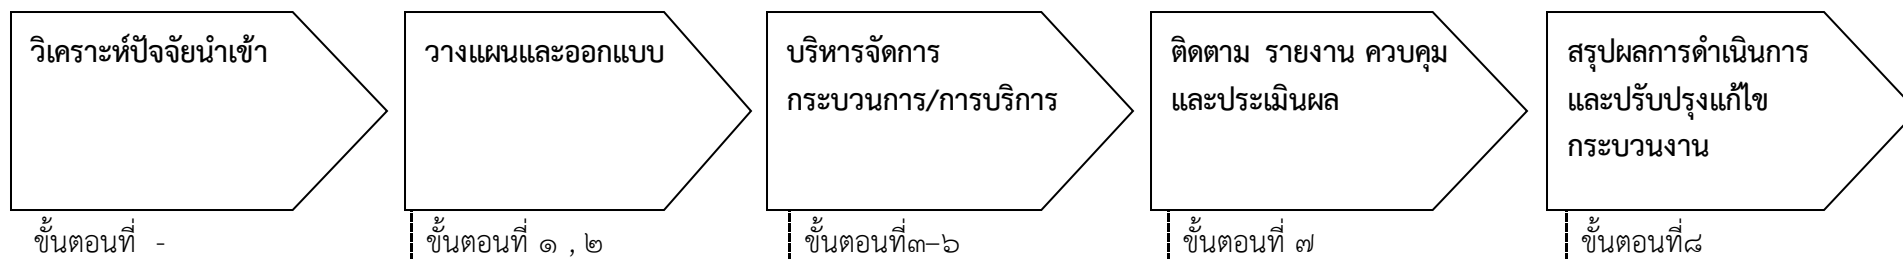 วิเคราะห์ปัจจัยนำเข้า
วางแผนและออกแบบ
บริหารจัดการ
กระบวนการ/การบริการ
ติดตาม รายงาน ควบคุม
และประเมินผล
สรุปผลการดำเนินการ
และปรับปรุงแก้ไข
กระบวนงาน
ขั้นตอนที่ -
ขั้นตอนที่ ๑ , ๒
ขั้นตอนที่๓–๖
ขั้นตอนที่ ๗
ขั้นตอนที่๘